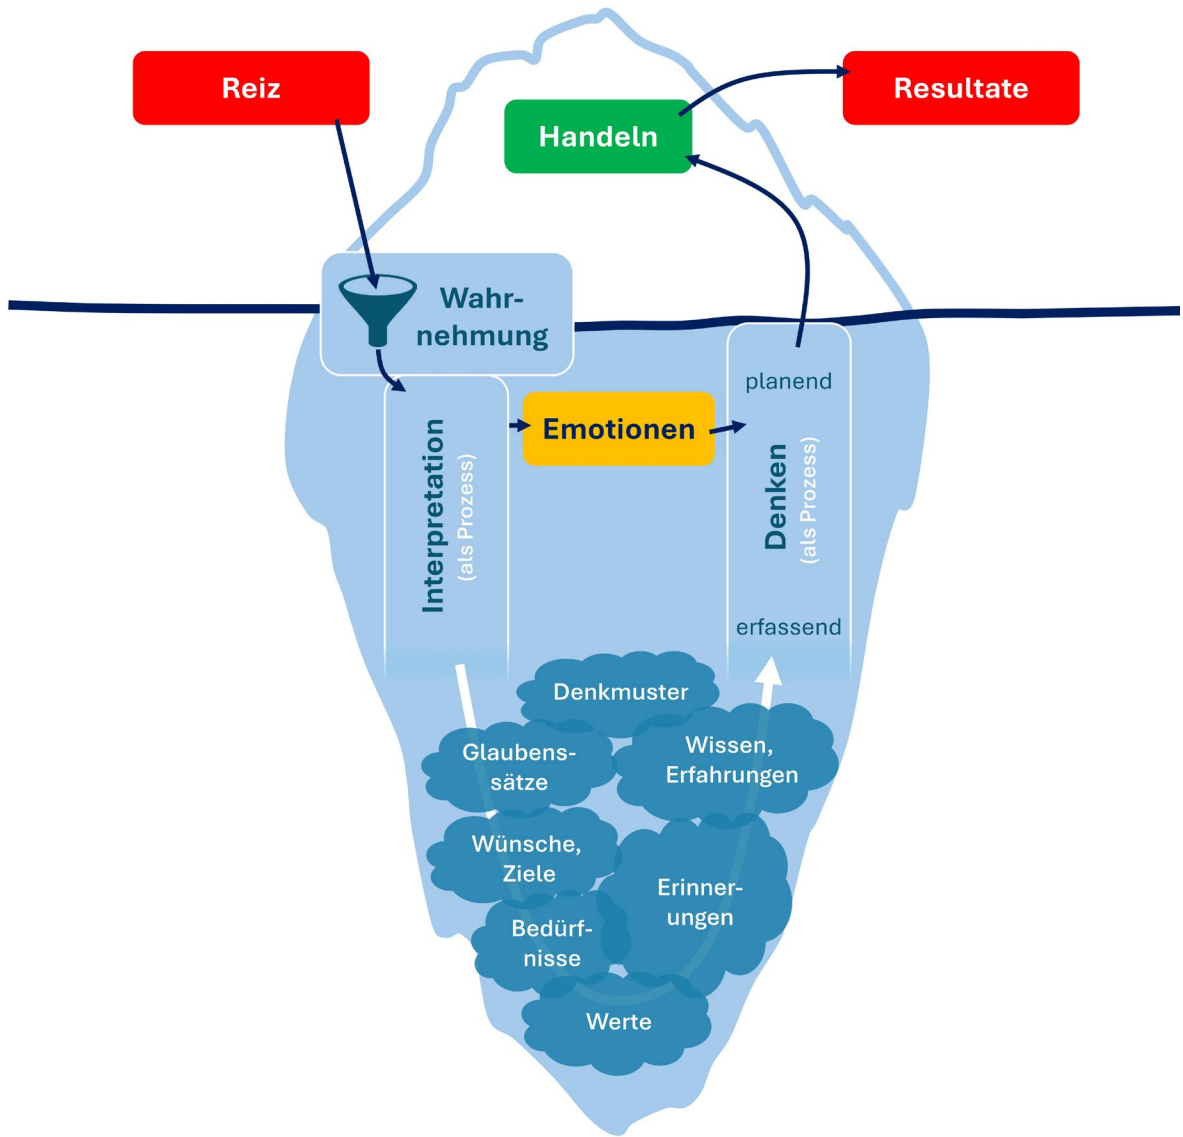 Reiz
Resultate
Handeln
Wahr-
nehmung
Interpretation
(als Prozess)
Emotionen
planend
Denken
(als Prozess)
erfassend
Denkmuster
Glaubens-
sätze
Wissen,
Erfahrungen
Wünsche,
Ziele
Erinner-
ungen
Bedürf-
nisse
Werte